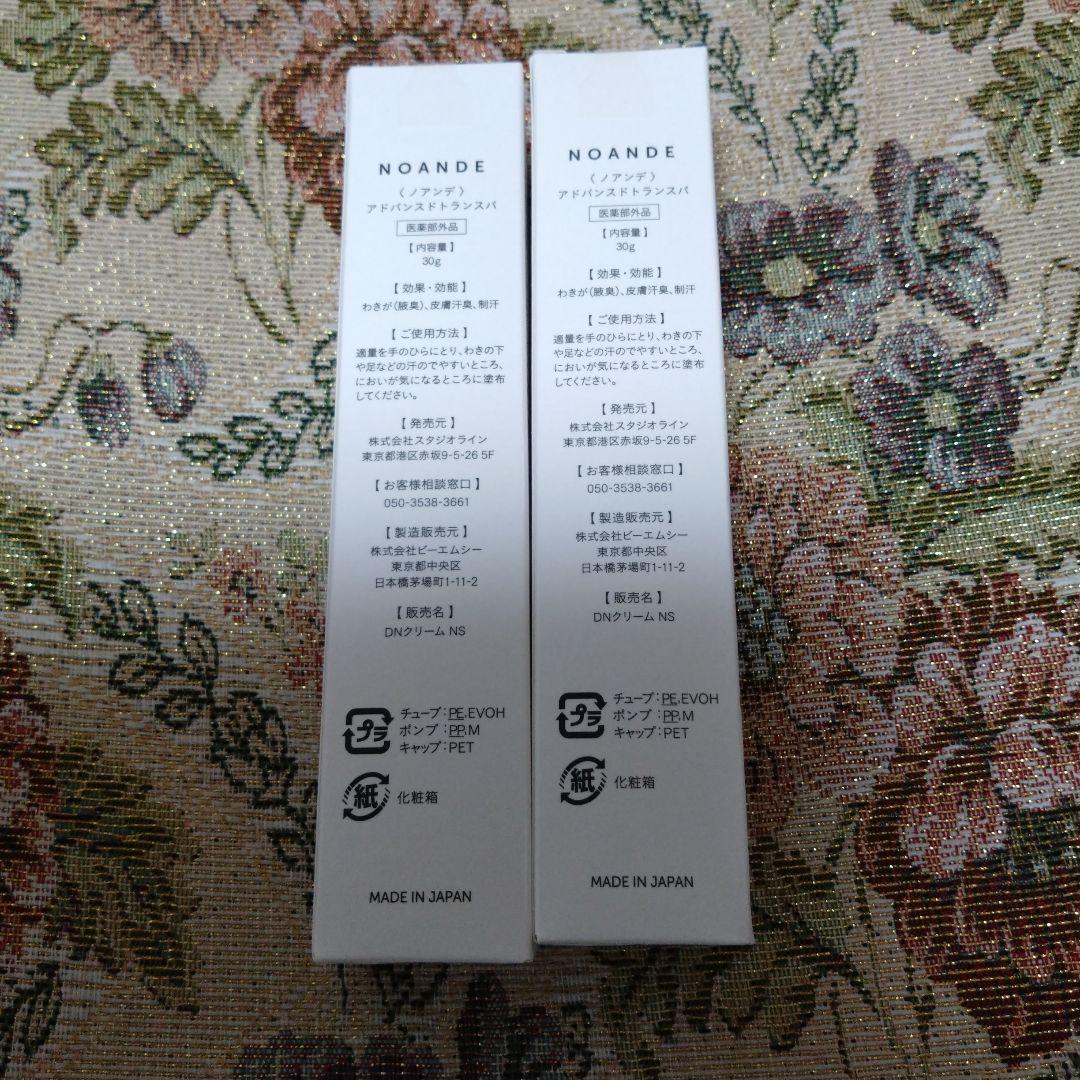 NOANDE
〈ノアンデ〉
アドバンスドトランスパ
医薬部外品
【内容量】
30g
【効果・効能】
わきが(腋臭)、皮膚汗臭、制汗
【ご使用方法】
適量を手のひらにとり、わきの下
や足などの汗のでやすいところ、
においが気になるところに塗布
してください。
【発売元】
株式会社スタジオライン
東京都港区赤坂9-5-26 5F
【お客様相談窓口】
050-3538-3661
【製造販売元】
株式会社ビーエムシー
東京都中央区
日本橋茅場町1-11-2
【販売名】
DNクリーム NS
プラ
チューブ:PE,EVOH
ポンプ:PP,M
キャップ:PET
紙 化粧箱
MADE IN JAPAN
NOANDE
〈ノアンデ〉
アドバンスドトランスパ
医薬部外品
【内容量】
30g
【効果・効能】
わきが(腋臭)、皮膚汗臭、制汗
【ご使用方法】
適量を手のひらにとり、わきの下
や足などの汗のでやすいところ、
においが気になるところに塗布
してください。
【発売元】
株式会社スタジオライン
東京都港区赤坂9-5-26 5F
【お客様相談窓口】
050-3538-3661
【製造販売元】
株式会社ビーエムシー
東京都中央区
日本橋茅場町1-11-2
【販売名】
DNクリーム NS
プラ
チューブ:PE,EVOH
ポンプ:PP,M
キャップ:PET
紙 化粧箱
MADE IN JAPAN